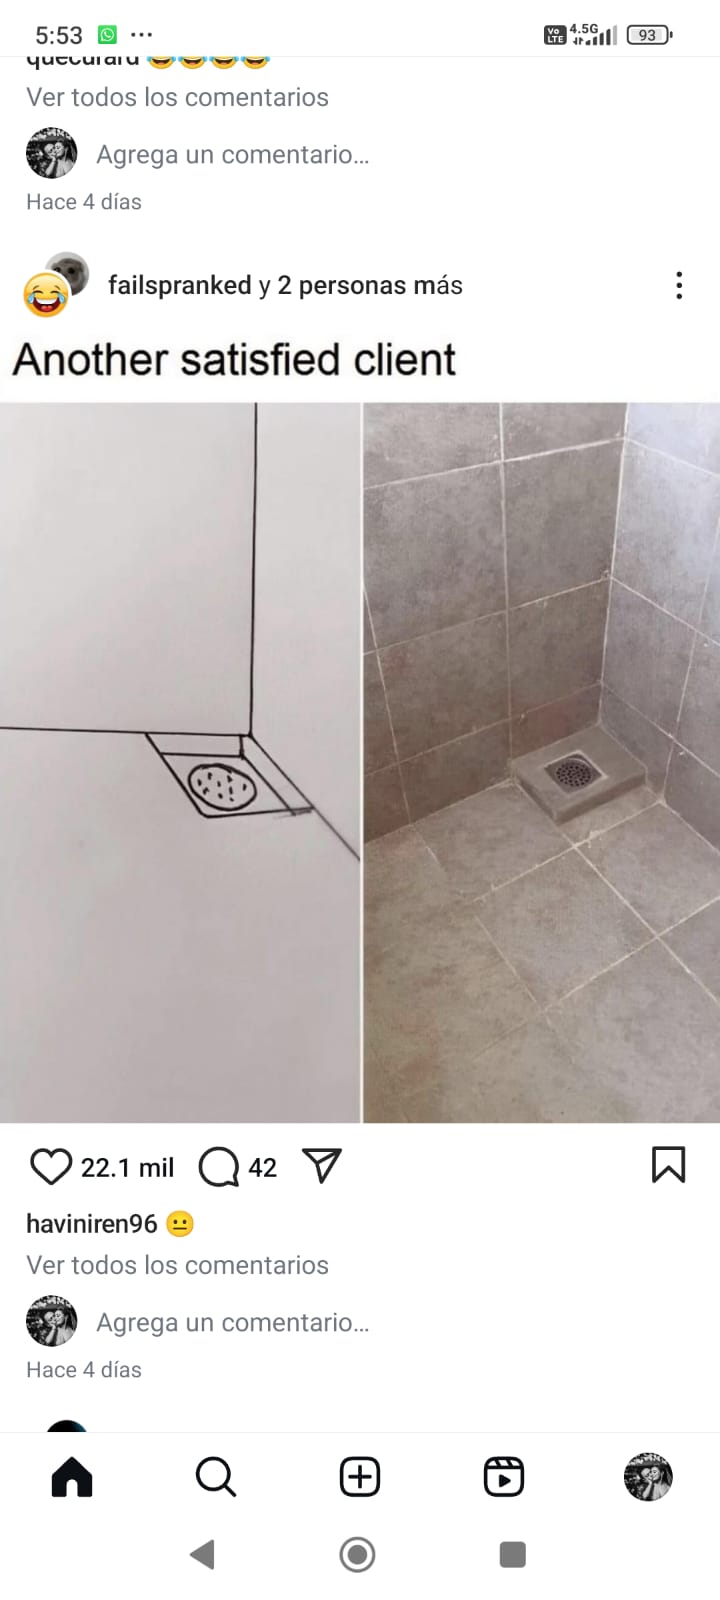 5:53 ...
Vo LTE 4.5G 93
quecurard 😂😂😂😂
Ver todos los comentarios
Agrega un comentario...
Hace 4 días
failspranked y 2 personas más
Another satisfied client
22.1 mil 42
haviniren96 😐
Ver todos los comentarios
Agrega un comentario...
Hace 4 días